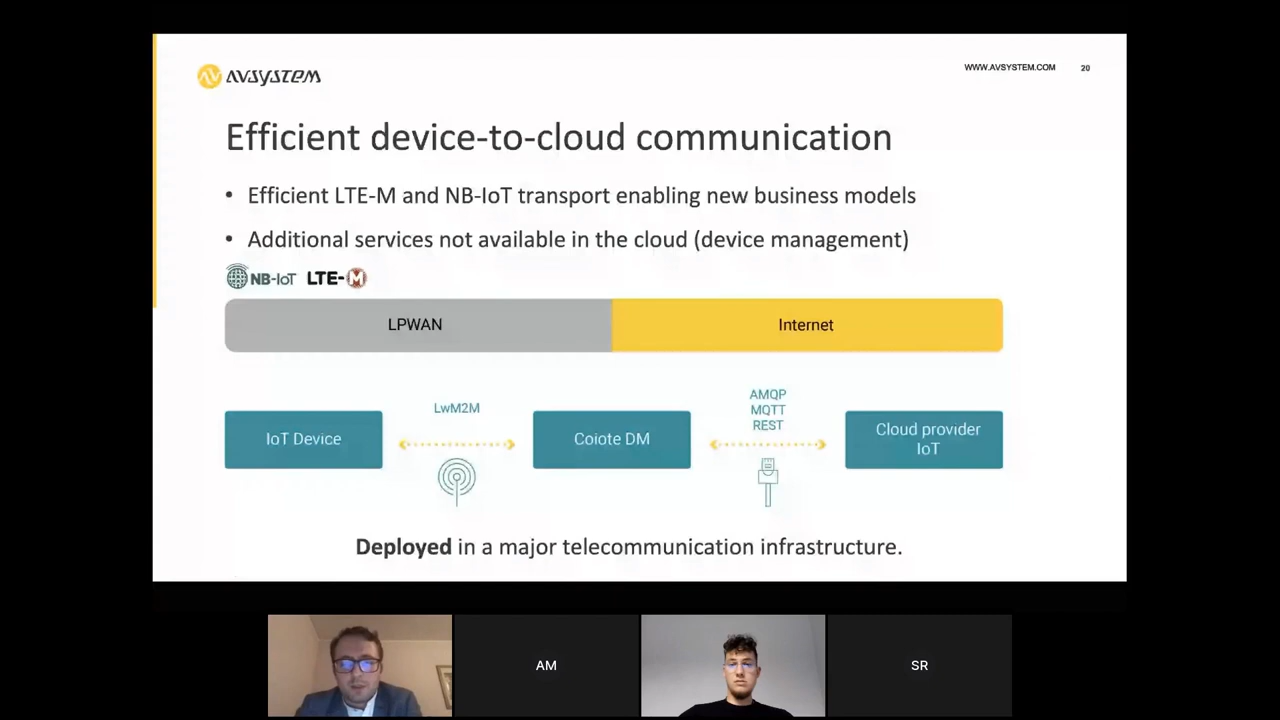 AVSYSTEM
WWW.AVSYSTEM.COM 20
Efficient device-to-cloud communication
• Efficient LTE-M and NB-IoT transport enabling new business models
• Additional services not available in the cloud (device management)
NB-IoT LTE-M
LPWAN Internet
LwM2M
AMQP
MQTT
REST
IoT Device
Coiote DM
Cloud provider
IoT
Deployed in a major telecommunication infrastructure.
AM
SR